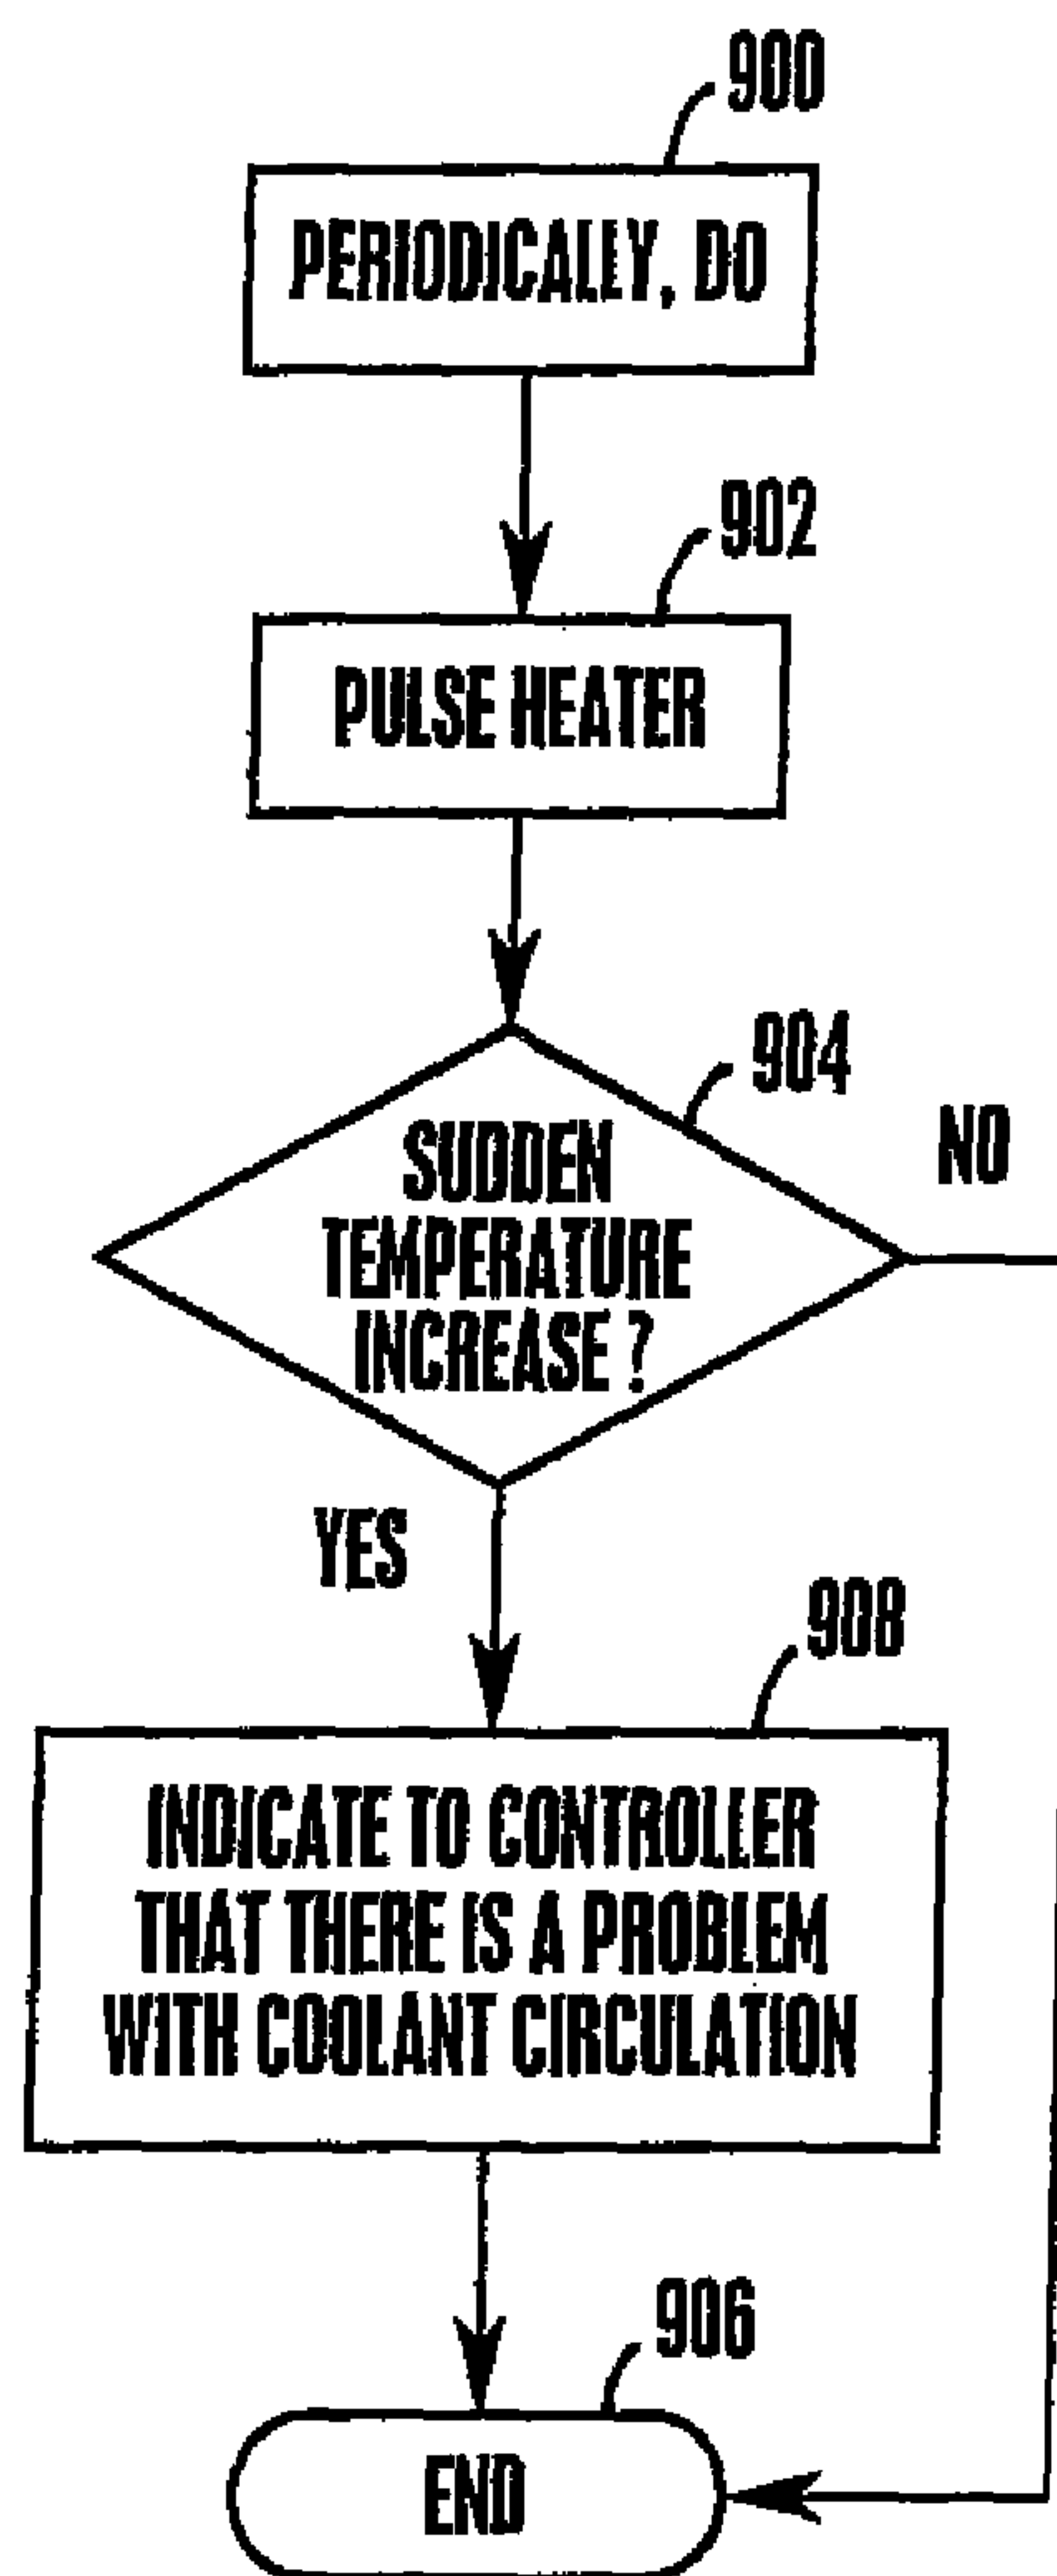 900
PERIODICALLY, DO
902
PULSE HEATER
904
NO
SUDDEN
TEMPERATURE
INCREASE ?
YES
908
INDICATE TO CONTROLLER
THAT THERE IS A PROBLEM
WITH COOLANT CIRCULATION
906
END